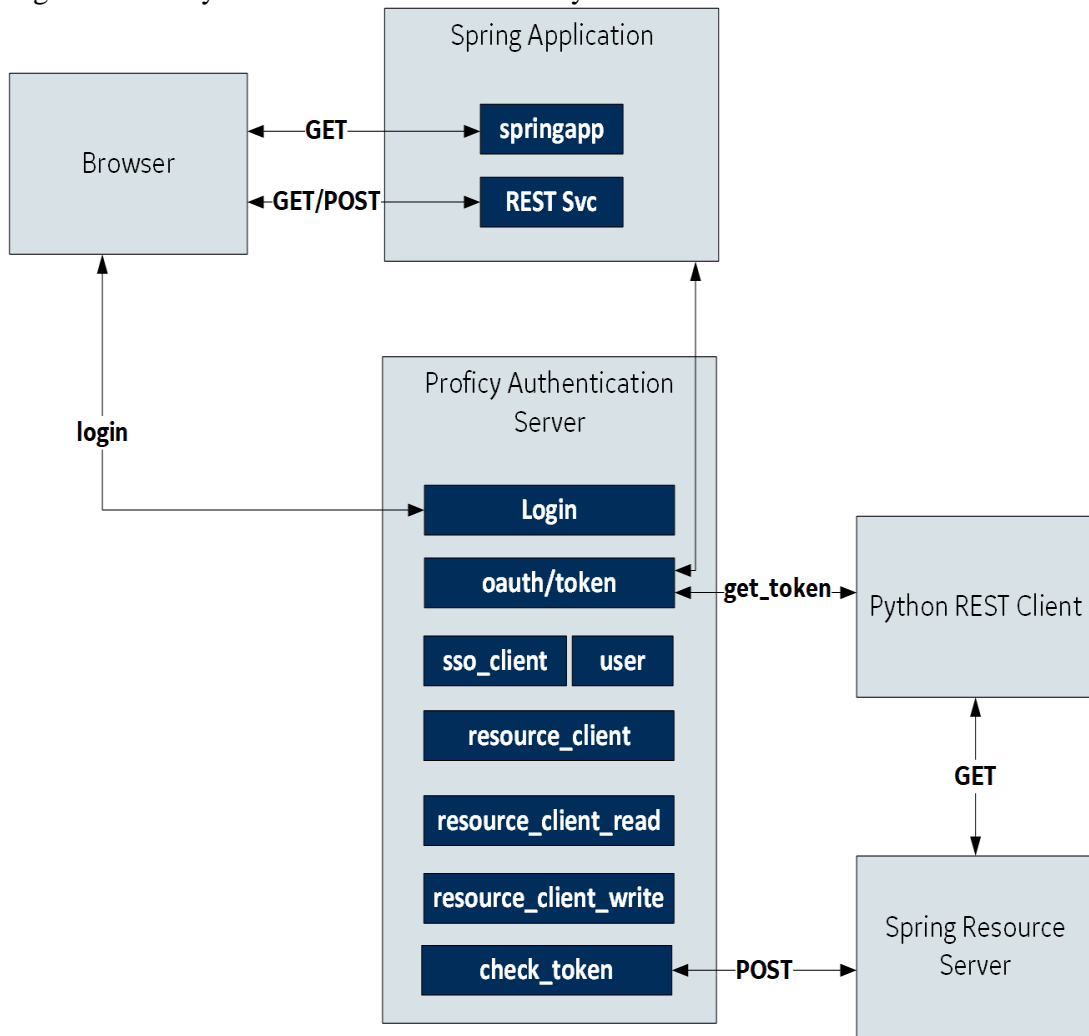 Spring Application
springapp
REST Svc
Browser
GET
GET/POST
login
Proficy Authentication
Server
Login
oauth/token
sso_client
user
resource_client
resource_client_read
resource_client_write
check_token
get_token
Python REST Client
GET
Spring Resource
Server
POST